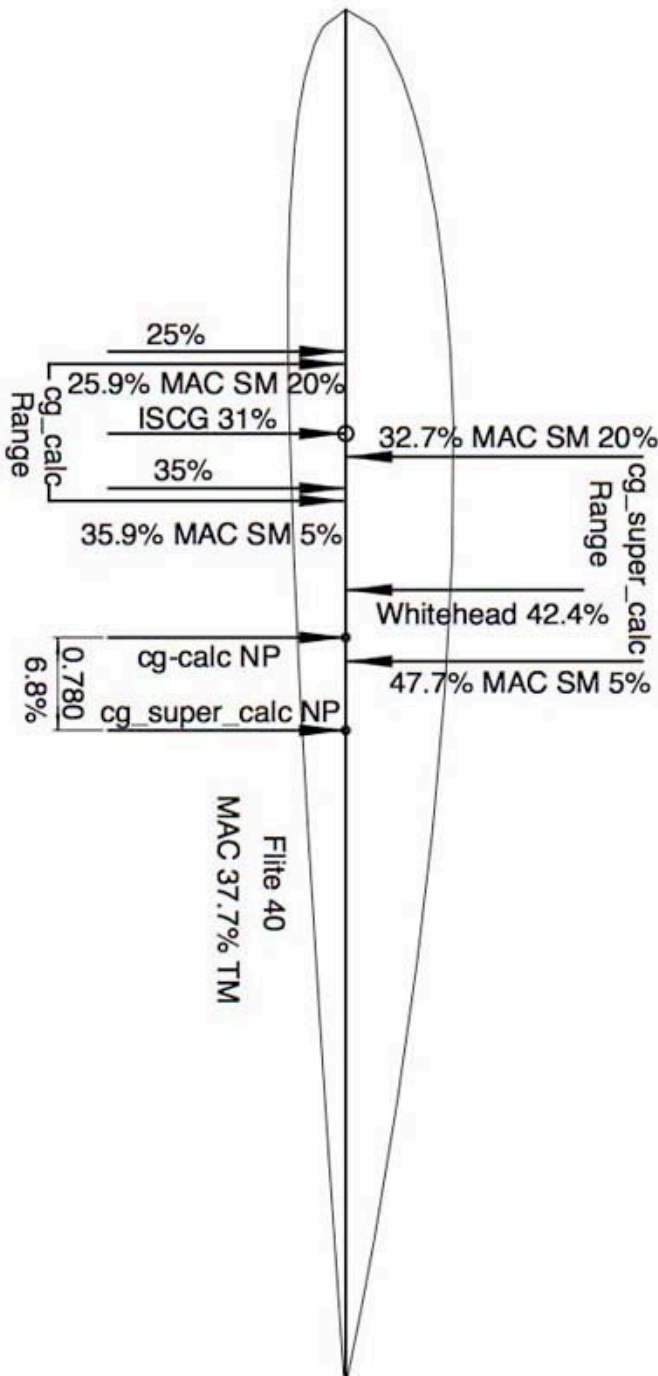 25%
25.9% MAC SM 20%
cg_calc
Range
ISCG 31%
32.7% MAC SM 20%
35%
35.9% MAC SM 5%
cg_super_calc
Range
Whitehead 42.4%
cg-calc NP
47.7% MAC SM 5%
0.780
6.8%
cg_super_calc NP
Flite 40
MAC 37.7% TM